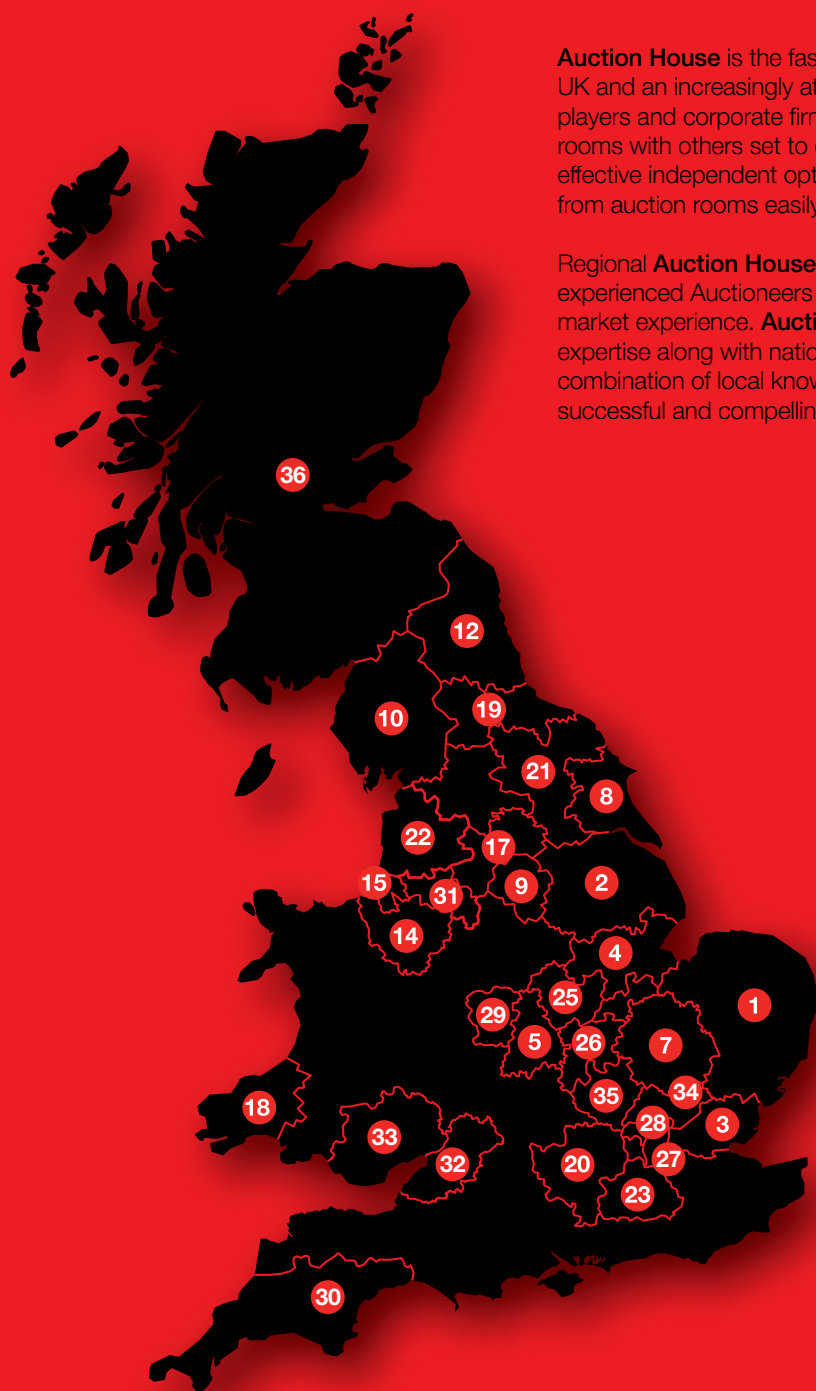 Auction House is the fas
UK and an increasingly at
players and corporate firn
rooms with others set to
effective independent opt
from auction rooms easily
Regional Auction House
experienced Auctioneers
market experience. Aucti
expertise along with natio
combination of local know
successful and compellin
36
12
19
10
21
8
22
17
15
9
2
31
14
4
25
1
29
5
26
7
35
34
18
28
3
33
32
20
27
23
30